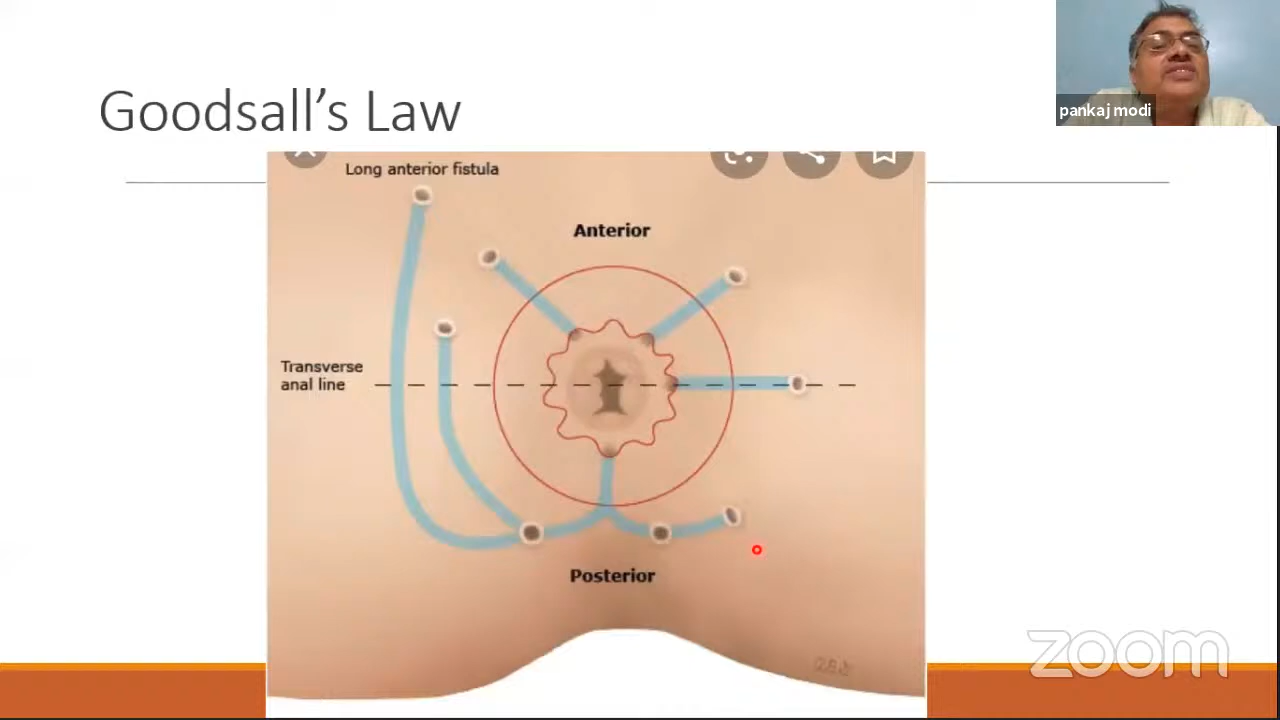 pankaj modi
Goodsall's Law
Long anterior fistula
Anterior
Transverse
anal line
Posterior
zoom